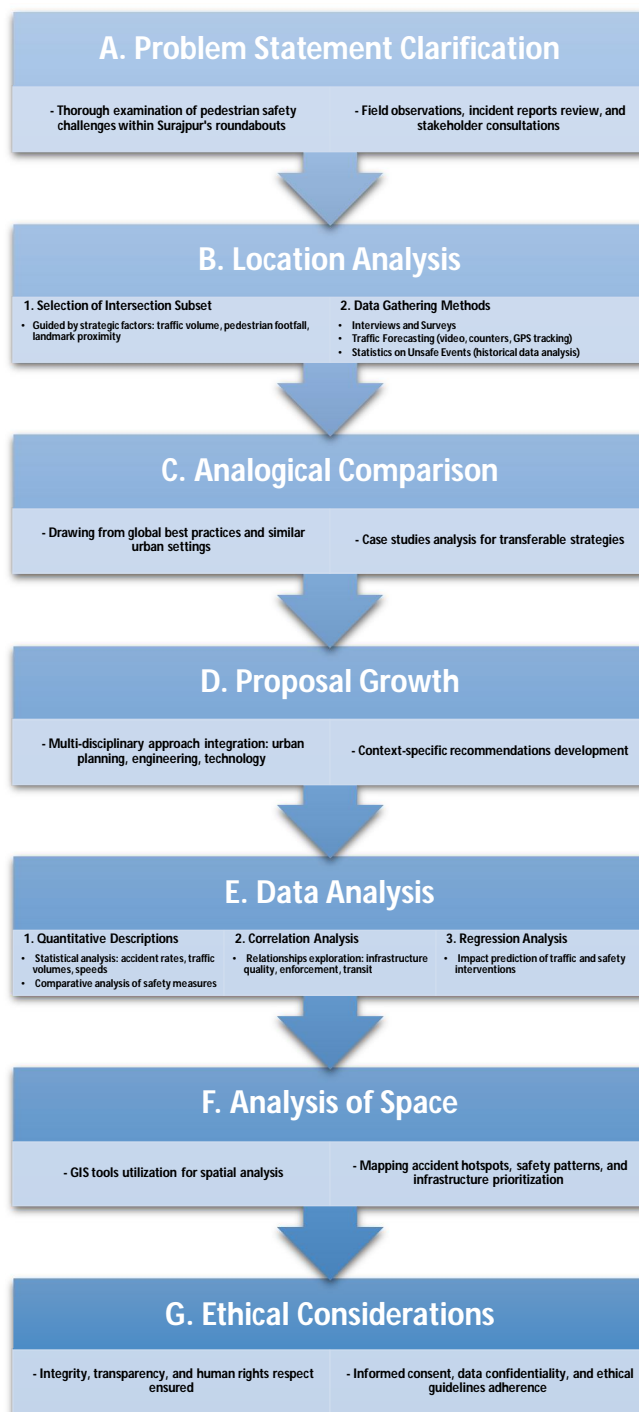 A. Problem Statement Clarification
- Thorough examination of pedestrian safety
challenges within Surajpur's roundabouts
- Field observations, incident reports review, and
stakeholder consultations
B. Location Analysis
1. Selection of Intersection Subset
• Guided by strategic factors: traffic volume, pedestrian footfall,
landmark proximity
2. Data Gathering Methods
• Interviews and Surveys
• Traffic Forecasting (video, counters, GPS tracking)
• Statistics on Unsafe Events (historical data analysis)
C. Analogical Comparison
- Drawing from global best practices and similar
urban settings
- Case studies analysis for transferable strategies
D. Proposal Growth
- Multi-disciplinary approach integration: urban
planning, engineering, technology
- Context-specific recommendations development
E. Data Analysis
1. Quantitative Descriptions
• Statistical analysis: accident rates, traffic
volumes, speeds
• Comparative analysis of safety measures
2. Correlation Analysis
• Relationships exploration: infrastructure
quality, enforcement, transit
3. Regression Analysis
• Impact prediction of traffic and safety
interventions
F. Analysis of Space
- GIS tools utilization for spatial analysis
- Mapping accident hotspots, safety patterns, and
infrastructure prioritization
G. Ethical Considerations
- Integrity, transparency, and human rights respect
ensured
- Informed consent, data confidentiality, and ethical
guidelines adherence